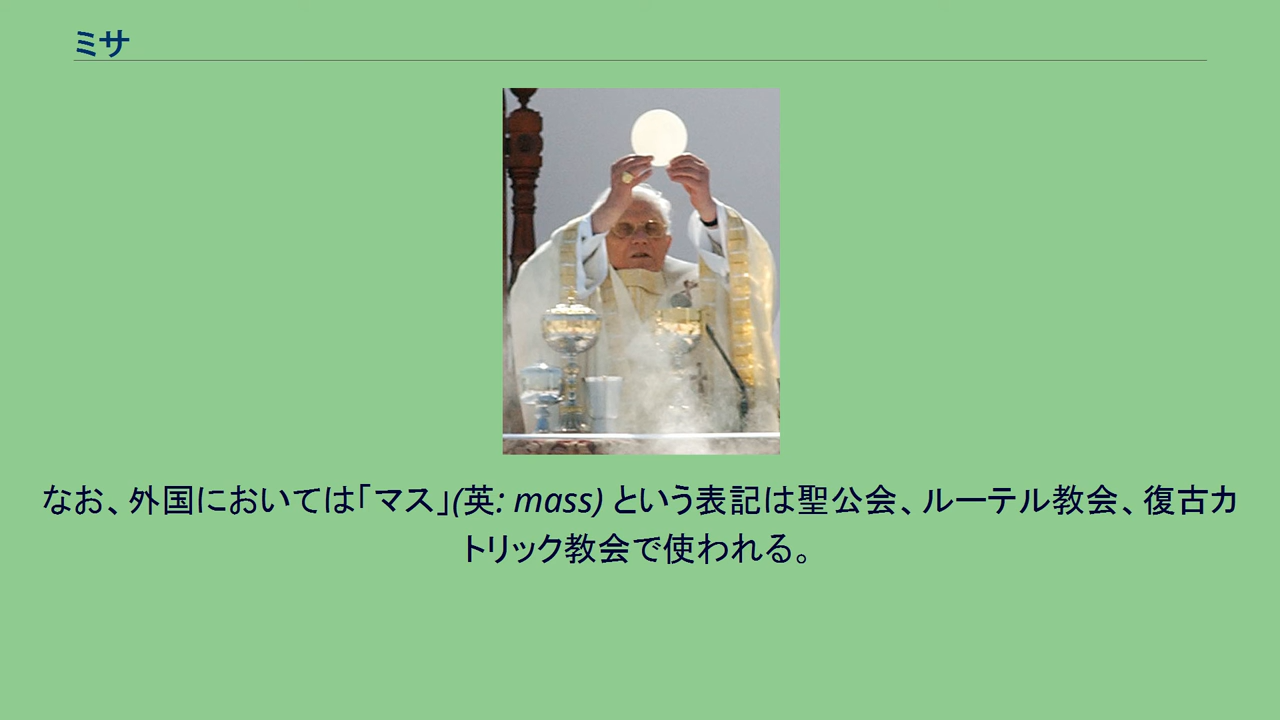 ミサ
なお、外国においては「マス」(英: mass) という表記は聖公会、ルーテル教会、復古カ
トリック教会で使われる。